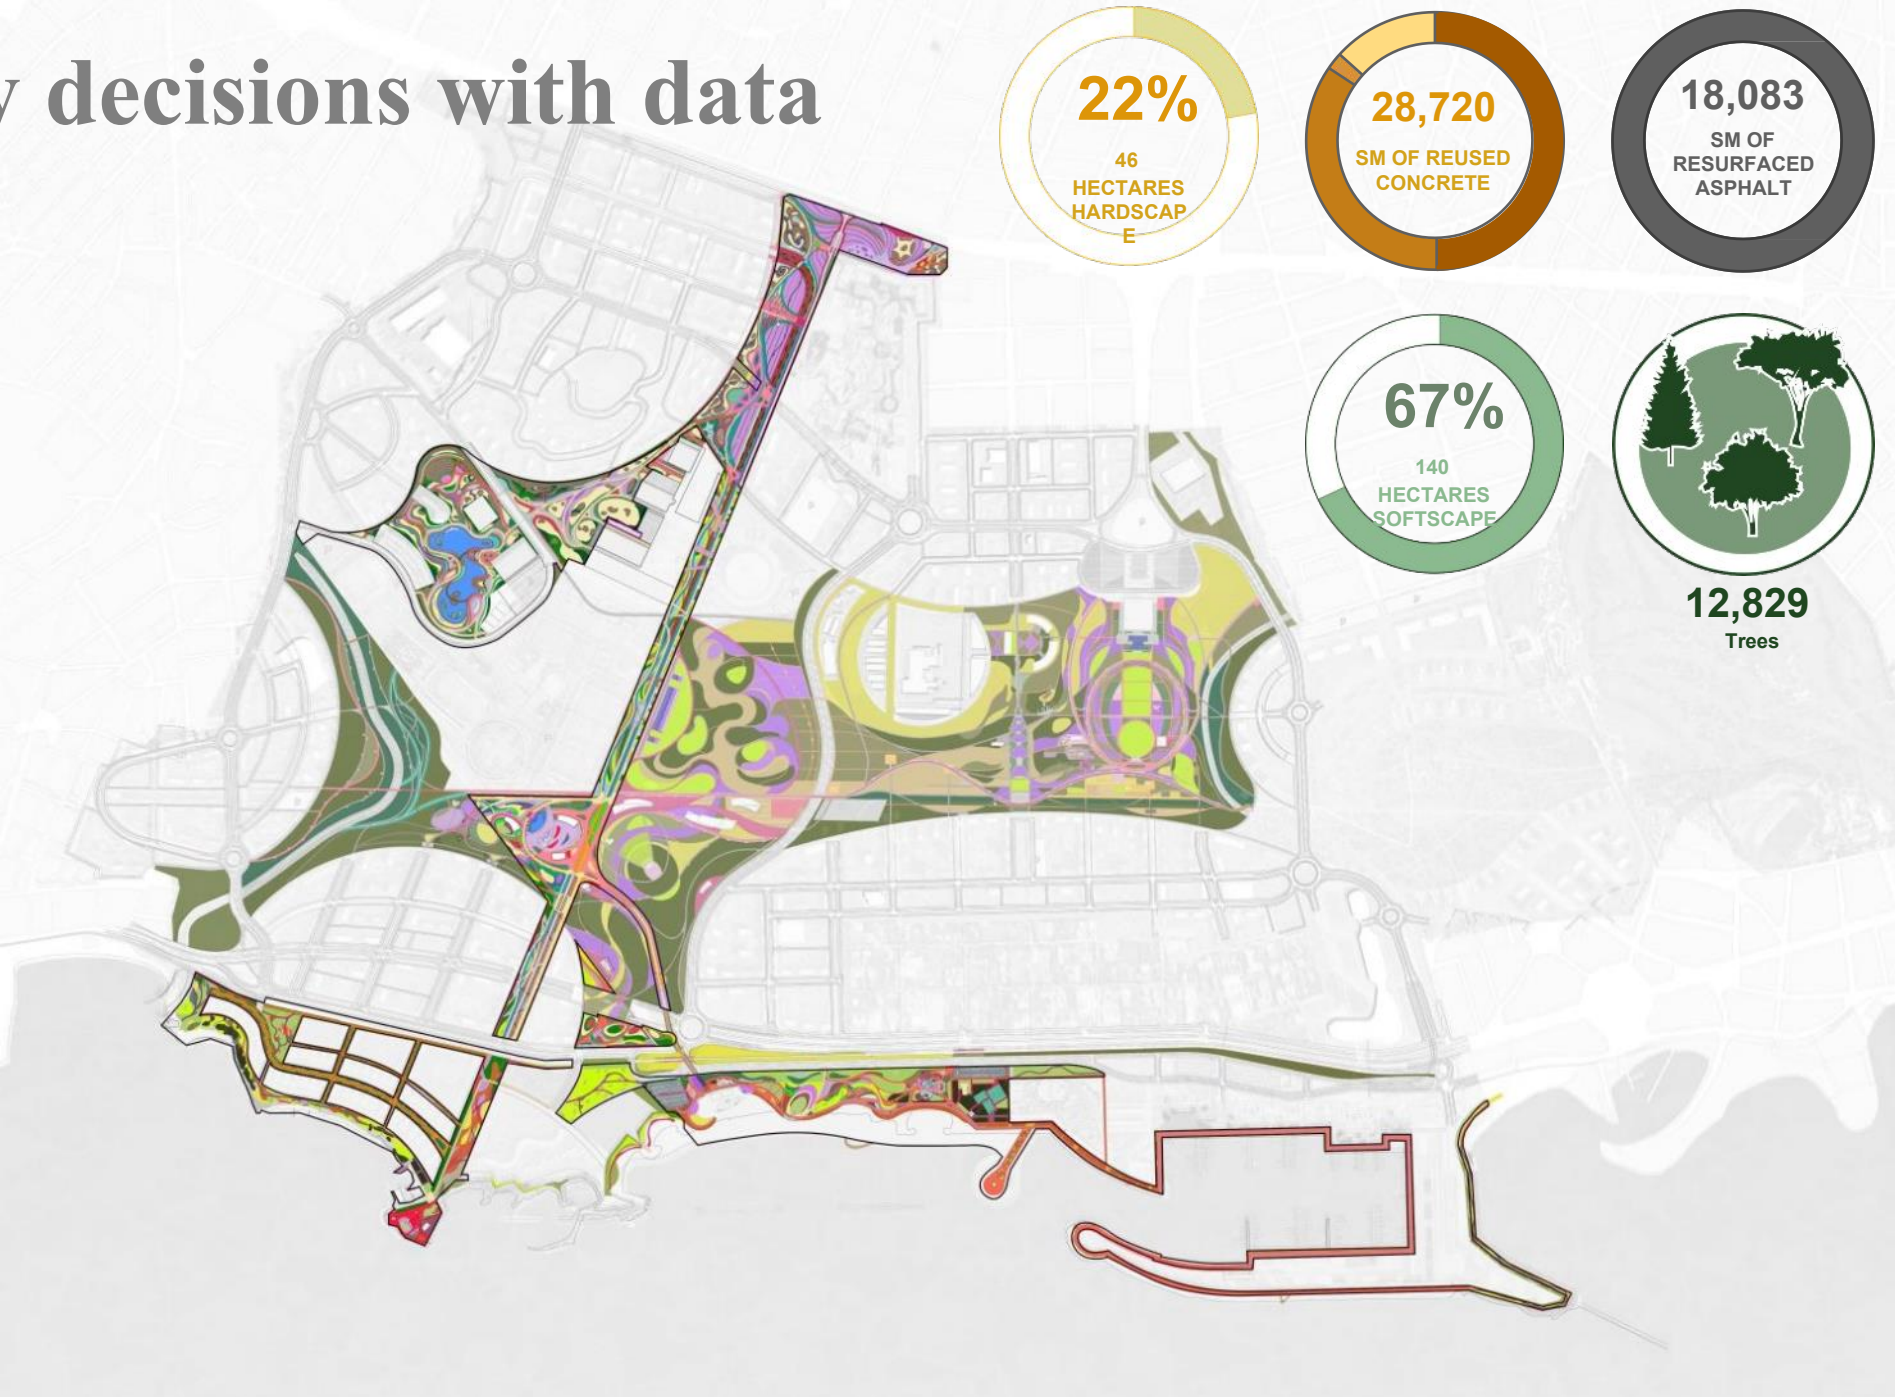 y decisions with data
22%
46
HECTARES
HARDSCAP
E
28,720
SM OF REUSED
CONCRETE
18,083
SM OF
RESURFACED
ASPHALT
67%
140
HECTARES
SOFTSCAPE
12,829
Trees